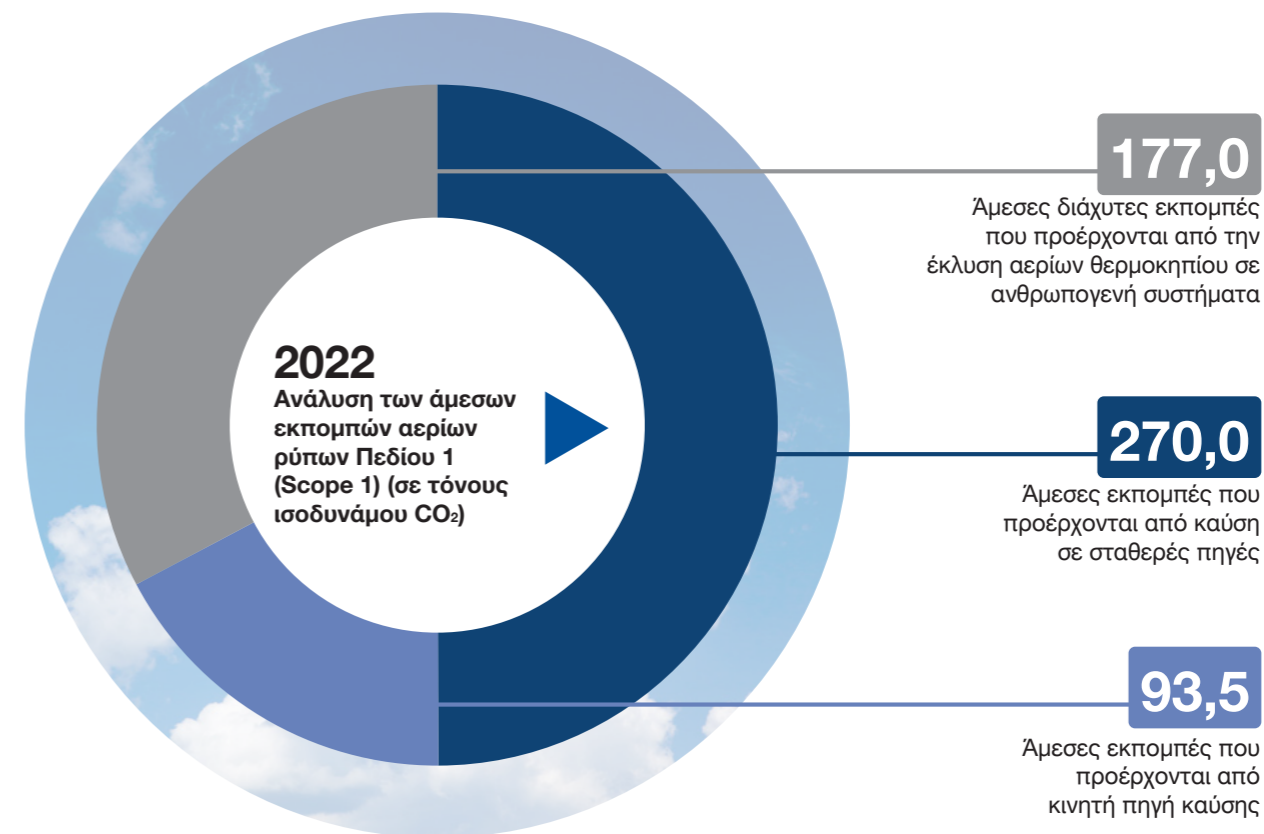 2022
Ανάλυση των άμεσων
εκπομπών αερίων
ρύπων Πεδίου 1
(Scope 1) (σε τόνους
ισοδυνάμου CO₂)
177,0
Άμεσες διάχυτες εκπομπές
που προέρχονται από την
έκλυση αερίων θερμοκηπίου σε
ανθρωπογενή συστήματα
270,0
Άμεσες εκπομπές που
προέρχονται από καύση
σε σταθερές πηγές
93,5
Άμεσες εκπομπές που
προέρχονται από
κινητή πηγή καύσης